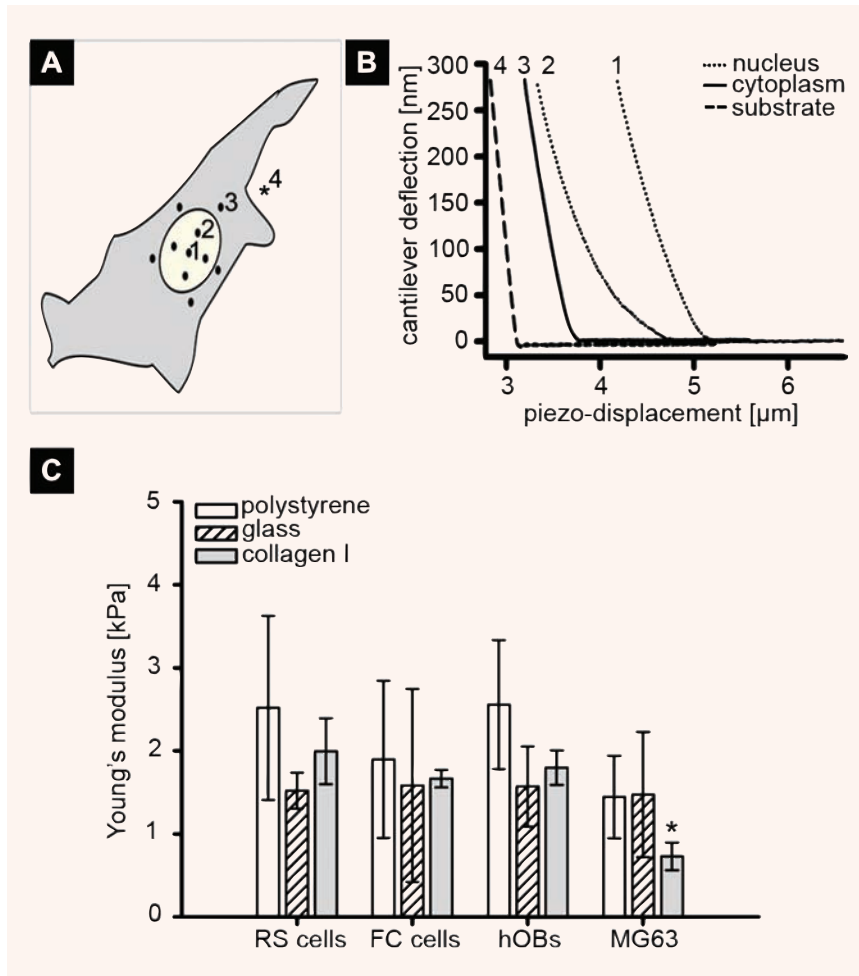 A
4
3
2
1
*
B
cantilever deflection [nm]
300
250
200
150
100
50
0
4 3 2 1
nucleus
cytoplasm
substrate
3 4 5 6
piezo-displacement [µm]
C
Young's modulus [kPa]
5
4
3
2
1
0
polystyrene
glass
collagen I
*
RS cells FC cells hOBs MG63